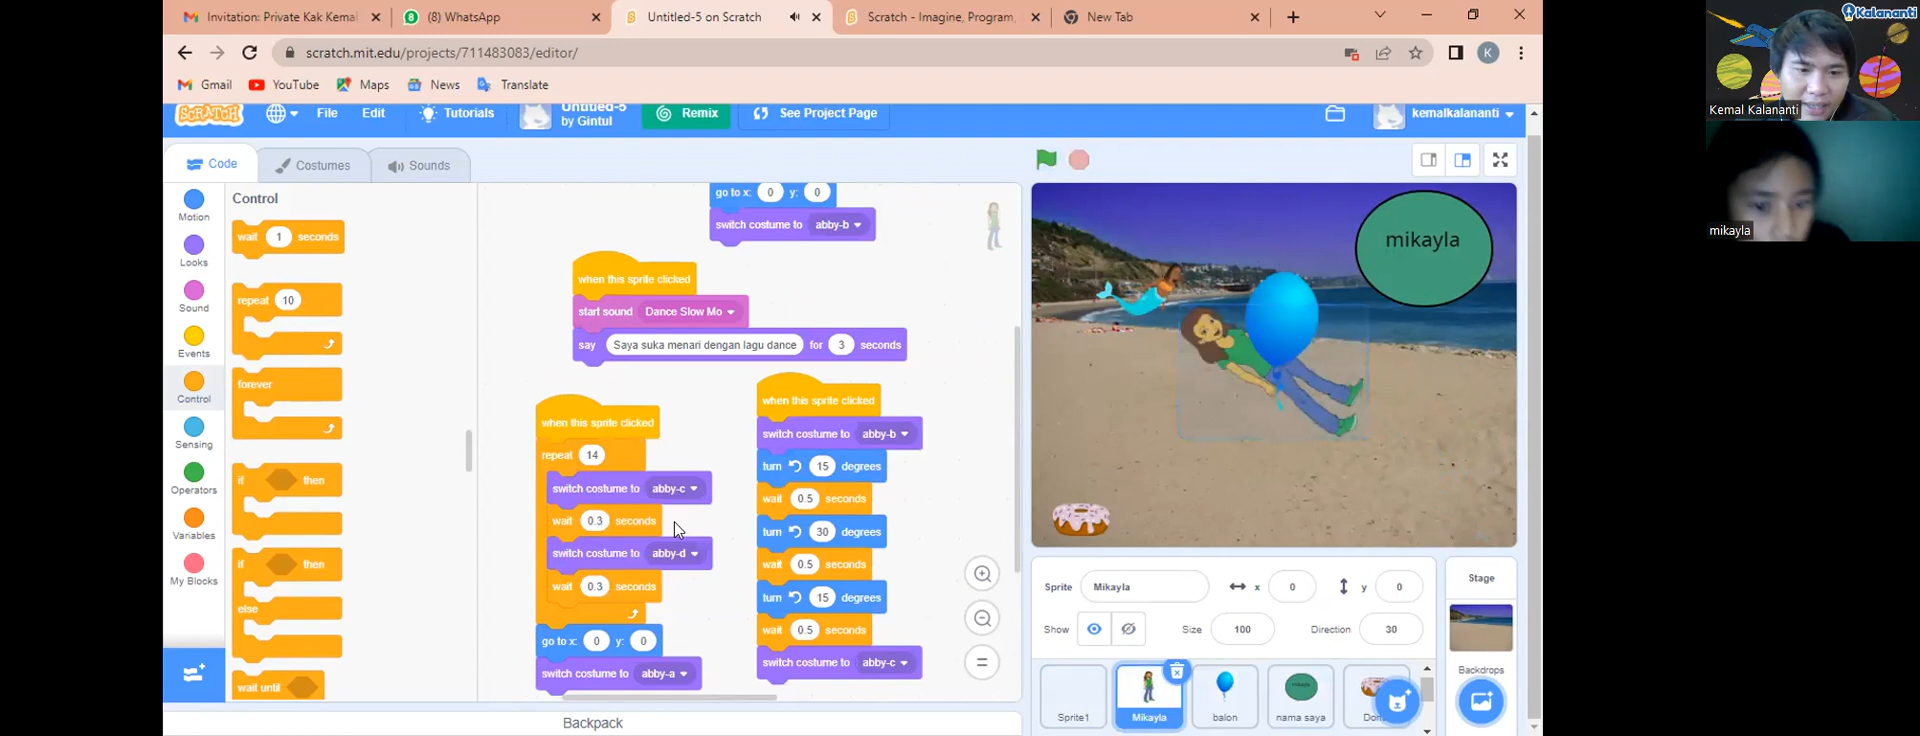 Invitation: Private Kak Kemal
(8) WhatsApp
Untitled-5 on Scratch
Scratch - Imagine, Program,
New Tab
scratch.mit.edu/projects/711483083/editor/
K
Gmail
YouTube
Maps
News
Translate
SCRATCH
File
Edit
Tutorials
Untitled-5
by Gintul
Remix
See Project Page
kemalkalananti
Code
Costumes
Sounds
Motion
Looks
Sound
Events
Control
Sensing
Operators
Variables
My Blocks
Control
wait 1 seconds
repeat 10
forever
if then
if then
else
wait until
go to x: 0 y: 0
switch costume to abby-b
when this sprite clicked
start sound Dance Slow Mo
say Saya suka menari dengan lagu dance for 3 seconds
when this sprite clicked
repeat 14
switch costume to abby-c
wait 0.3 seconds
switch costume to abby-d
wait 0.3 seconds
go to x: 0 y: 0
switch costume to abby-a
when this sprite clicked
switch costume to abby-b
turn 15 degrees
wait 0.5 seconds
turn 30 degrees
wait 0.5 seconds
turn 15 degrees
wait 0.5 seconds
switch costume to abby-c
Backpack
mikayla
Sprite Mikayla x 0 y 0
Show Size 100 Direction 30
Sprite1
Mikayla
balon
nama saya
mikayla
Stage
Backdrops
Kalananti
Kemal Kalananti
mikayla